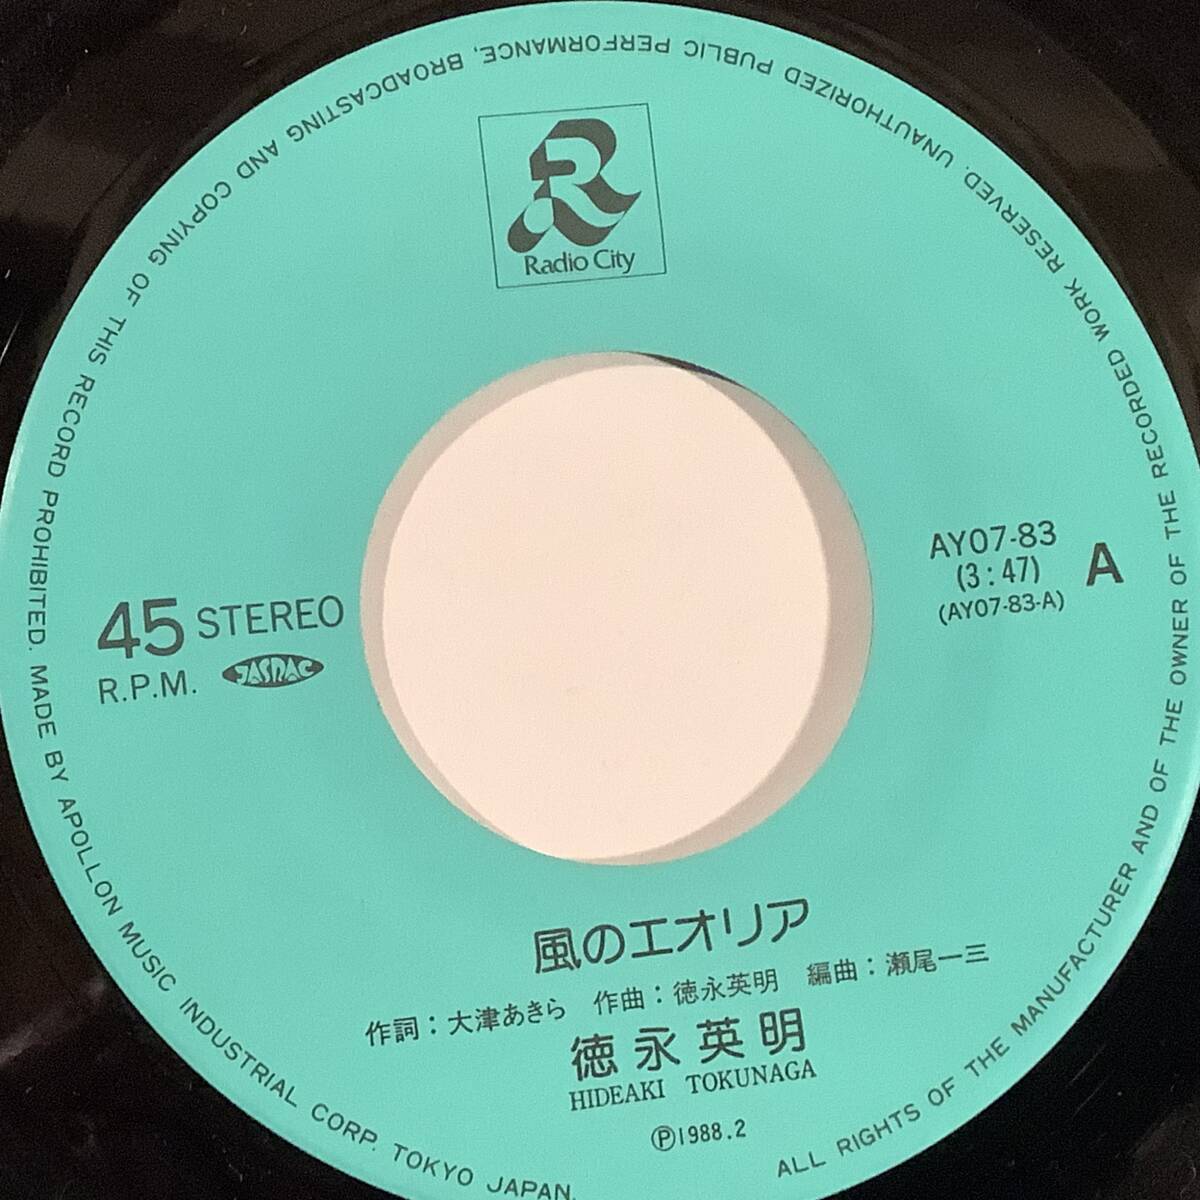 Radio City
AY07-83
(3:47)
(AY07-83-A)
A
45 STEREO
R.P.M.
JASRAC
風のエオリア
作詞：大津あきら 作曲：徳永英明 編曲：瀬尾一三
徳永英明
HIDEAKI TOKUNAGA
Ⓟ1988.2
ALL RIGHTS OF THE MANUFACTURER AND OF THE OWNER OF THE RECORDED WORK RESERVED. UNAUTHORIZED PUBLIC PERFORMANCE, BROADCASTING AND COPYING OF THIS RECORD PROHIBITED. MADE BY APOLLON MUSIC INDUSTRIAL CORP. TOKYO JAPAN.